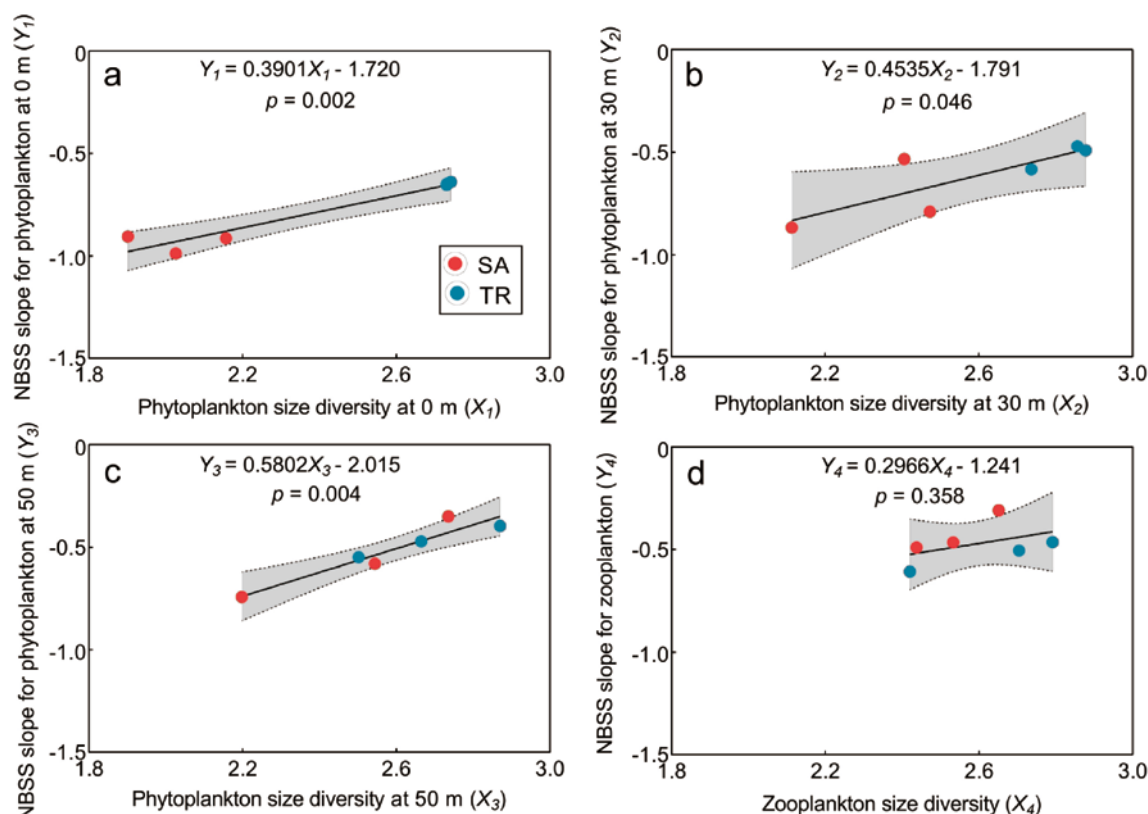 NBSS slope for phytoplankton at 0 m (Y1)
0
-0.5
-1.0
-1.5
a
Y1 = 0.3901X1 - 1.720
p = 0.002
SA
TR
1.8 2.2 2.6 3.0
Phytoplankton size diversity at 0 m (X1)
NBSS slope for phytoplankton at 30 m (Y2)
0
-0.5
-1.0
-1.5
b
Y2 = 0.4535X2 - 1.791
p = 0.046
1.8 2.2 2.6 3.0
Phytoplankton size diversity at 30 m (X2)
NBSS slope for phytoplankton at 50 m (Y3)
0
-0.5
-1.0
-1.5
c
Y3 = 0.5802X3 - 2.015
p = 0.004
1.8 2.2 2.6 3.0
Phytoplankton size diversity at 50 m (X3)
NBSS slope for zooplankton (Y4)
0
-0.5
-1.0
-1.5
d
Y4 = 0.2966X4 - 1.241
p = 0.358
1.8 2.2 2.6 3.0
Zooplankton size diversity (X4)